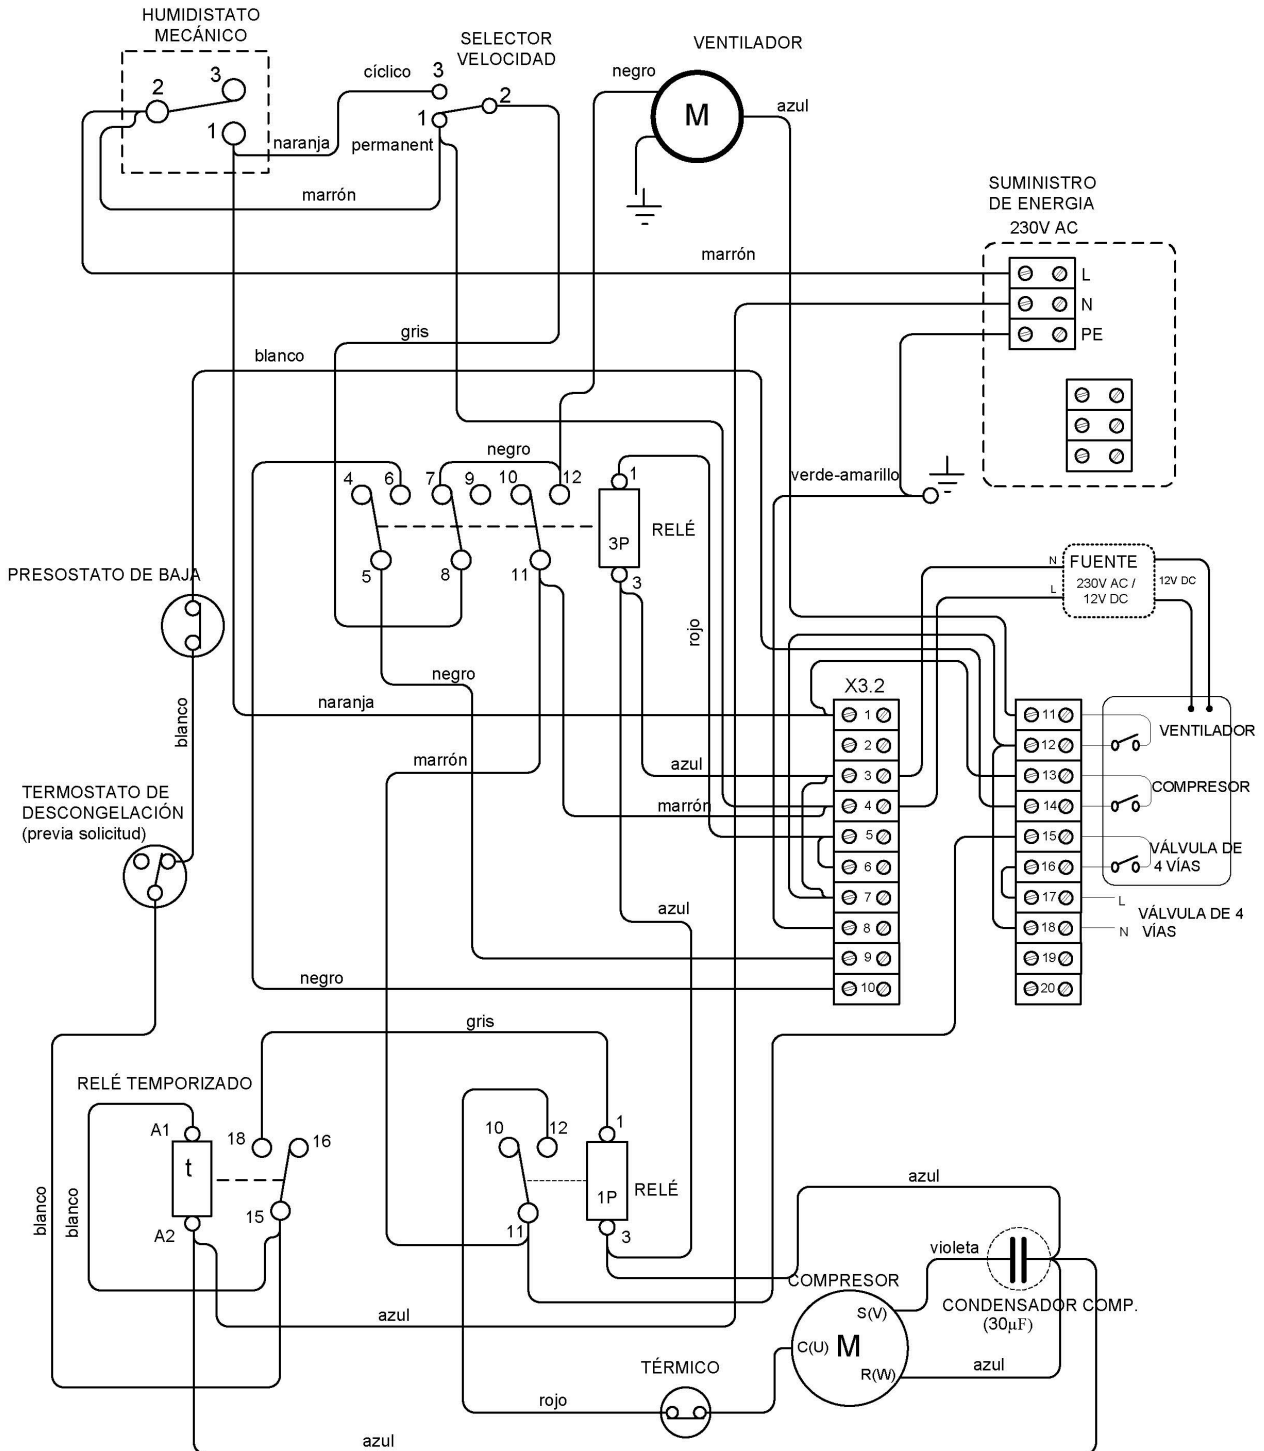 HUMIDISTATO
MECÁNICO
2
3
1
naranja
marrón
cíclico
3
1
2
permanent
SELECTOR
VELOCIDAD
VENTILADOR
negro
M
azul
SUMINISTRO
DE ENERGIA
230V AC
L
N
PE
marrón
gris
blanco
negro
4
6
7
9
10
12
5
8
11
1
3P
3
RELÉ
verde-amarillo
PRESOSTATO DE BAJA
blanco
N
L
FUENTE
230V AC /
12V DC
12V DC
rojo
negro
naranja
marrón
azul
marrón
azul
negro
X3.2
1
2
3
4
5
6
7
8
9
10
11
12
13
14
15
16
17
18
19
20
VENTILADOR
COMPRESOR
VÁLVULA DE
4 VÍAS
L
N
VÁLVULA DE 4
VÍAS
TERMOSTATO DE
DESCONGELACIÓN
(previa solicitud)
gris
RELÉ TEMPORIZADO
A1
t
A2
18
16
15
blanco
blanco
10
12
11
1
1P
3
RELÉ
azul
violeta
CONDENSADOR COMP.
(30µF)
COMPRESOR
S(V)
C(U)
M
R(W)
azul
azul
TÉRMICO
rojo
azul